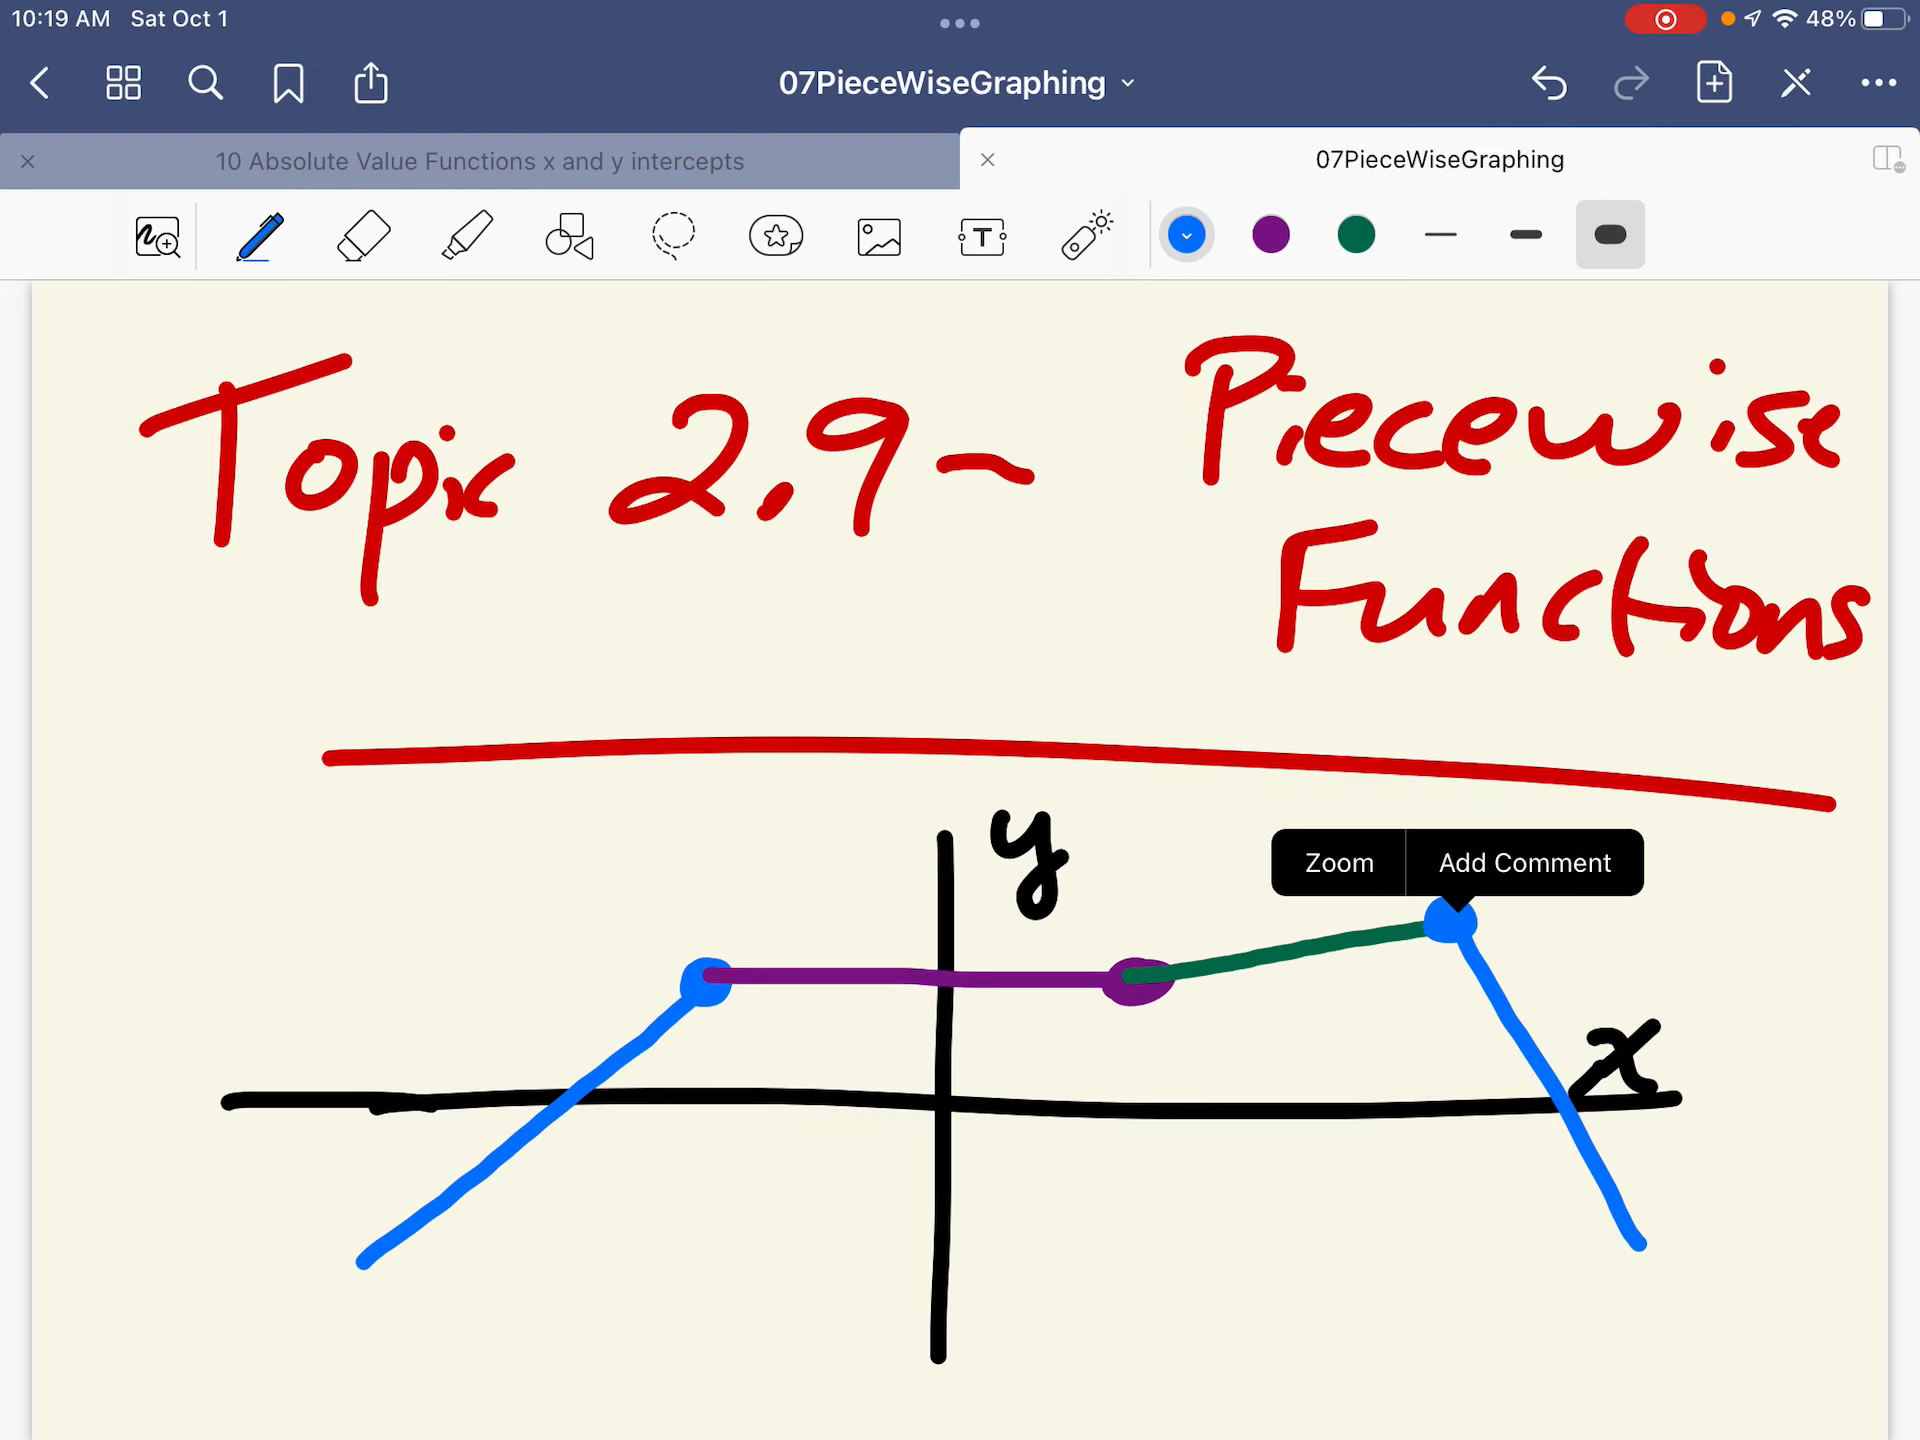 10:19 AM Sat Oct 1
48%
07PieceWiseGraphing
10 Absolute Value Functions x and y intercepts
07PieceWiseGraphing
T
Topic 2.9~ Piecewise
Functions
y
Zoom Add Comment
x